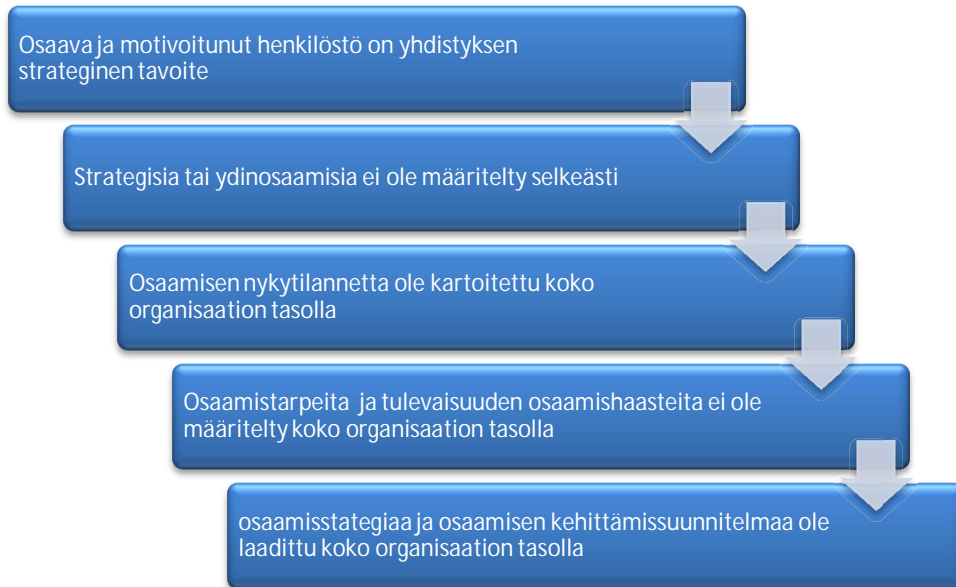 Osaava ja motivoitunut henkilöstö on yhdistyksen
strateginen tavoite
Strategisia tai ydinosaamisia ei ole määritelty selkeästi
Osaamisen nykytilannetta ole kartoitettu koko
organisaation tasolla
Osaamistarpeita ja tulevaisuuden osaamishaasteita ei ole
määritelty koko organisaation tasolla
osaamisstategiaa ja osaamisen kehittämissuunnitelmaa ole
laadittu koko organisaation tasolla